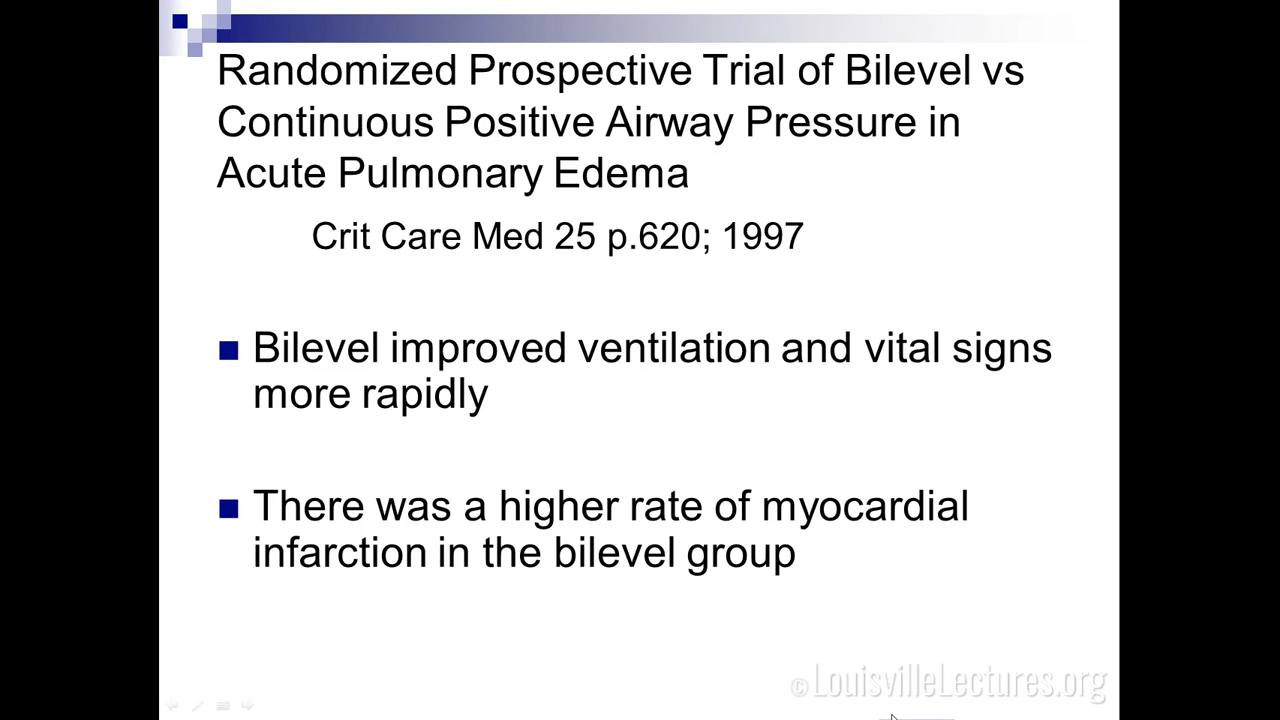 Randomized Prospective Trial of Bilevel vs
Continuous Positive Airway Pressure in
Acute Pulmonary Edema
Crit Care Med 25 p.620; 1997
Bilevel improved ventilation and vital signs
more rapidly
There was a higher rate of myocardial
infarction in the bilevel group
©LouisvilleLectures.org